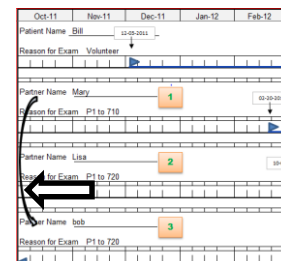 Oct-11 Nov-11 Dec-11 Jan-12 Feb-12
Patient Name Bill 12-05-2011
Reason for Exam Volunteer
Partner Name Mary 1
Reason for Exam P1 to 710
Partner Name Lisa 2
Reason for Exam P1 to 720
Partner Name bob 3
Reason for Exam P1 to 720